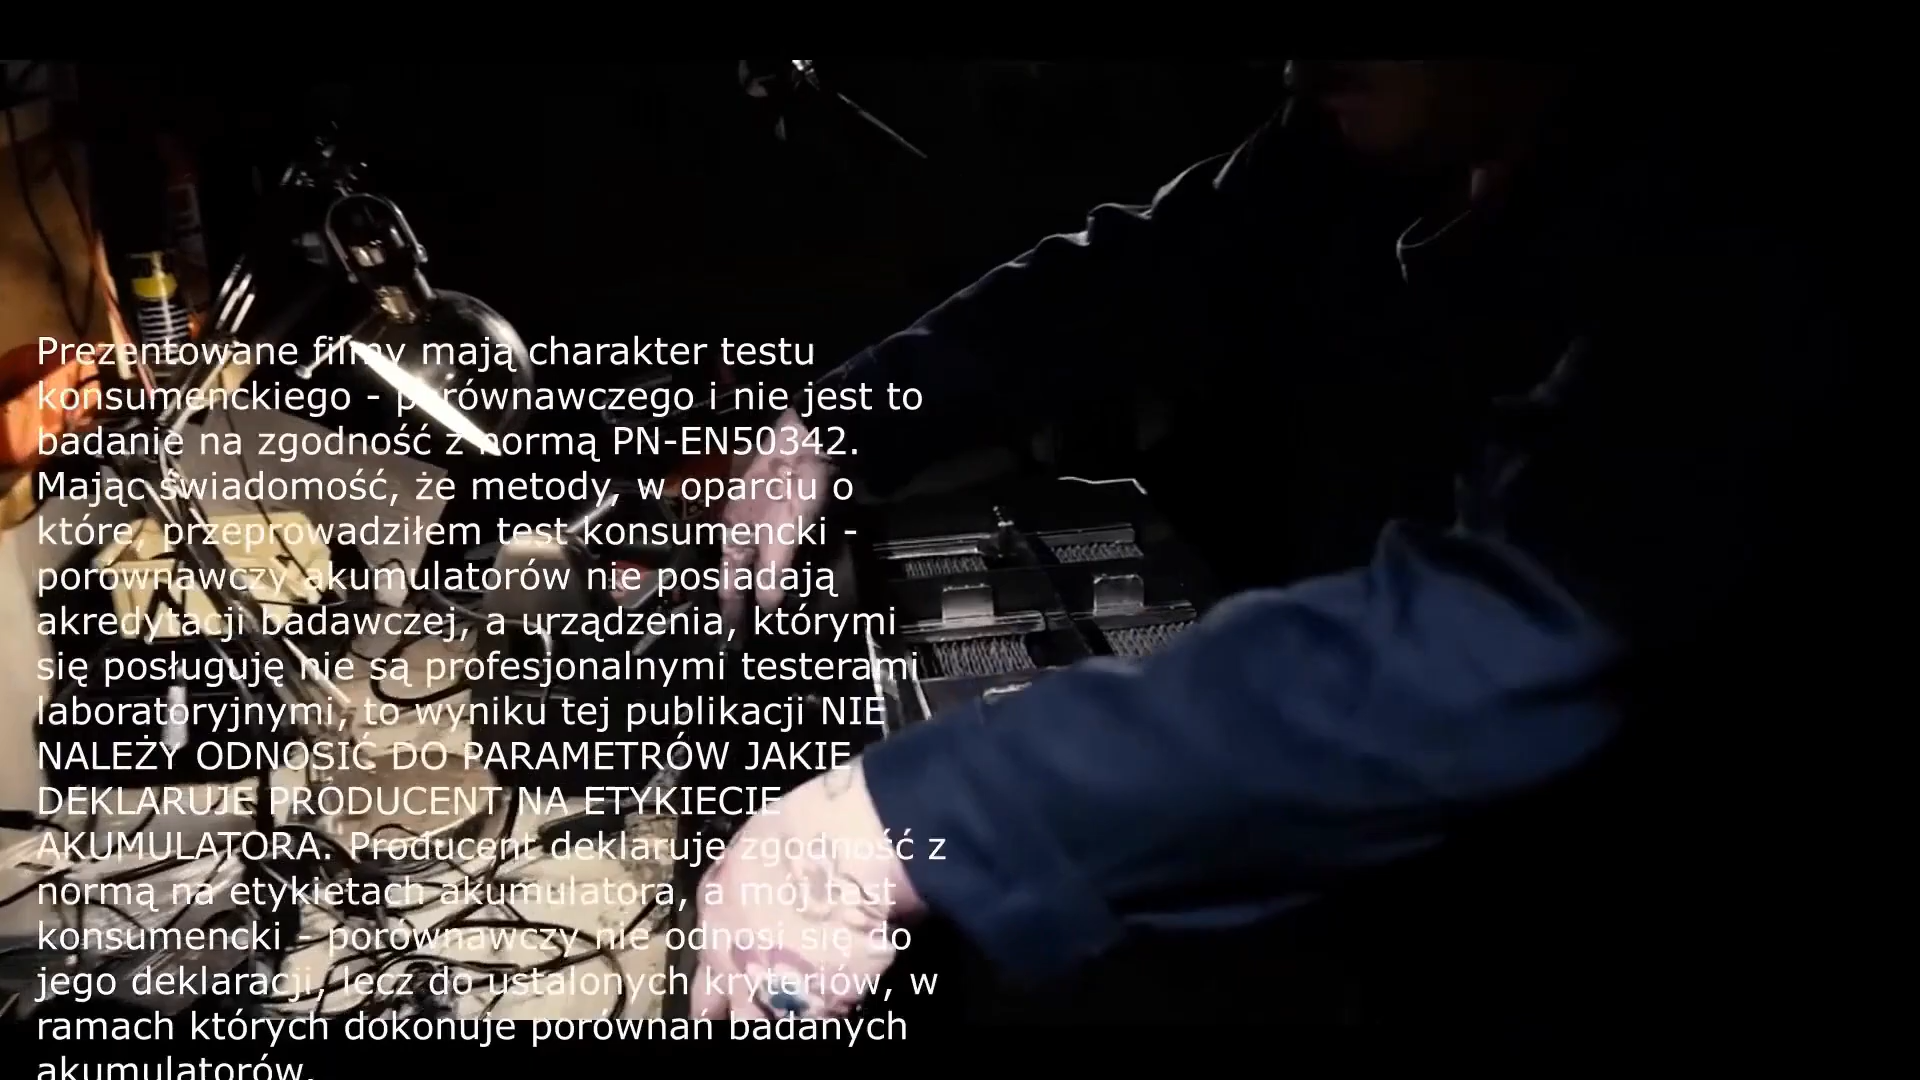 Prezentowane filmy mają charakter testu
konsumenckiego - porównawczego i nie jest to
badanie na zgodność z normą PN-EN50342.
Mając świadomość, że metody, w oparciu o
które, przeprowadziłem test konsumencki -
porównawczy akumulatorów nie posiadają
akredytacji badawczej, a urządzenia, którymi
się posługuję nie są profesjonalnymi testerami
laboratoryjnymi, to wyniku tej publikacji NIE
NALEŻY ODNOSIĆ DO PARAMETRÓW JAKIE
DEKLARUJE PRODUCENT NA ETYKIECIE
AKUMULATORA. Producent deklaruje zgodność z
normą na etykietach akumulatora, a mój test
konsumencki - porównawczy nie odnosi się do
jego deklaracji, lecz do ustalonych kryteriów, w
ramach których dokonuje porównań badanych
akumulatorów.